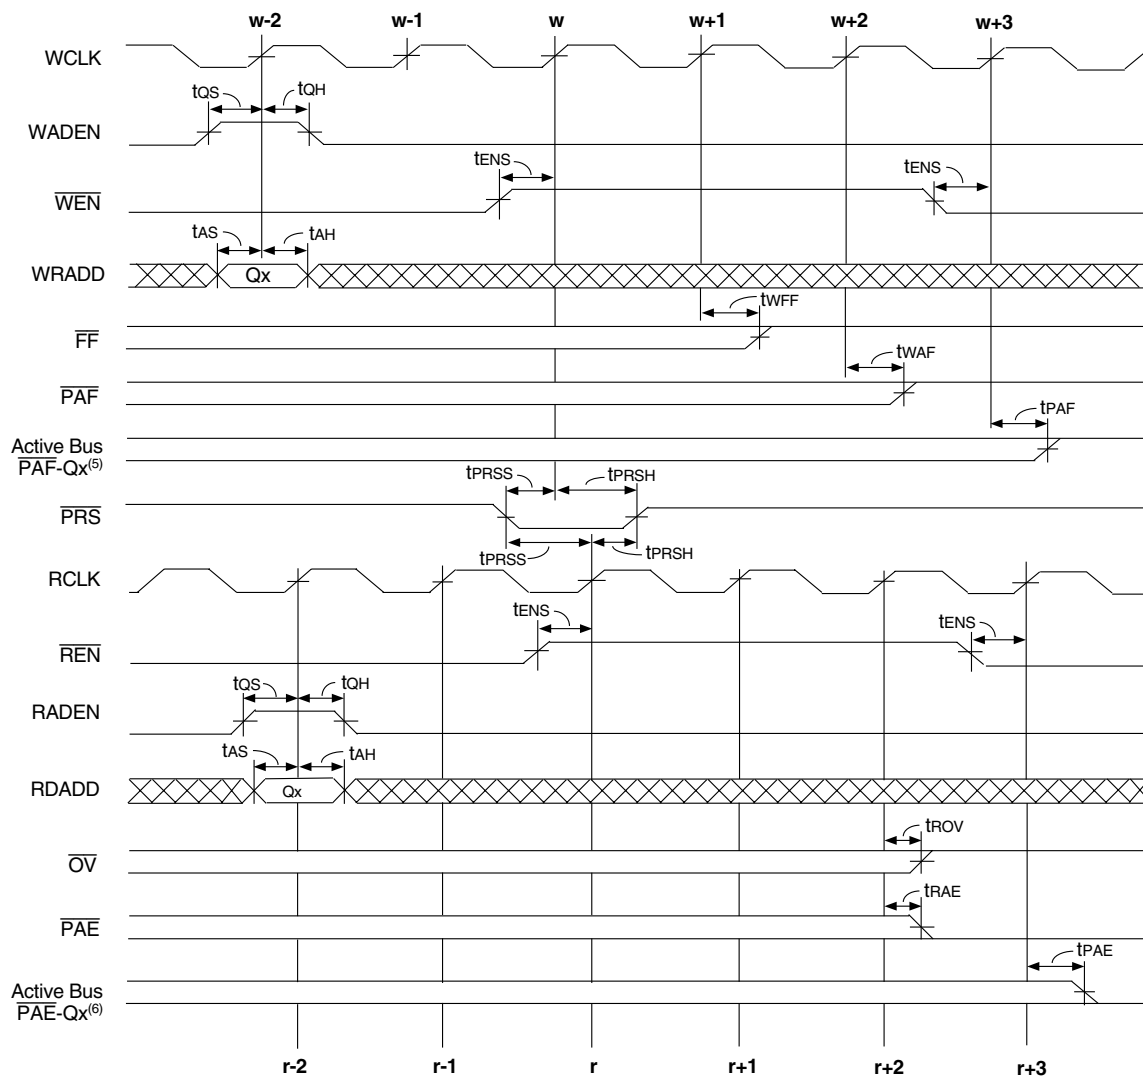 w-2 w-1 w w+1 w+2 w+3
WCLK
tQS tQH
WADEN
tENS tENS
WEN
tAS tAH
WRADD Qx
tWFF
FF
tWAF
PAF
tPAF
Active Bus
PAF-Qx(5)
tPRSS tPRSH
PRS
tPRSS tPRSH
RCLK
tENS tENS
REN
tQS tQH
RADEN
tAS tAH
RDADD Qx
tROV
OV
tRAE
PAE
tPAE
Active Bus
PAE-Qx(6)
r-2 r-1 r r+1 r+2 r+3